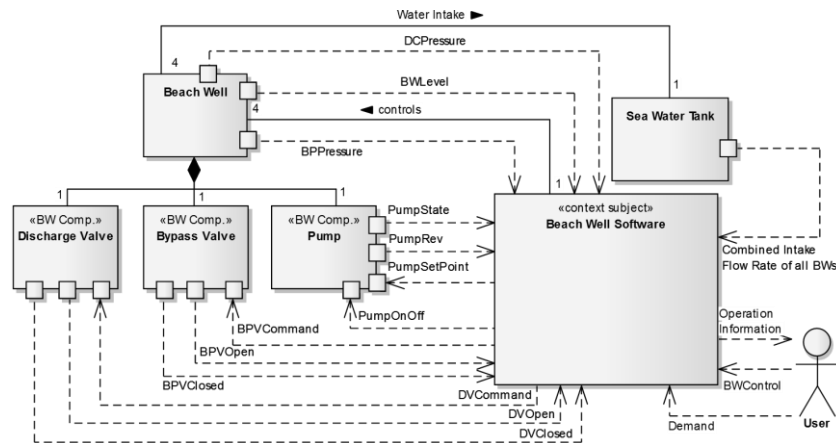 Water Intake ►
DCPressure
4
Beach Well
BWLevel
1
4
◄ controls
Sea Water Tank
BPPressure
1
1
1
1
«BW Comp.»
Discharge Valve
«BW Comp.»
Bypass Valve
«BW Comp.»
Pump
PumpState
PumpRev
PumpSetPoint
«context subject»
Beach Well Software
Combined Intake
Flow Rate of all BWs
PumpOnOff
BPVCommand
BPVOpen
BPVClosed
Operation
Information
BWControl
DVCommand
DVOpen
DVClosed
Demand
User